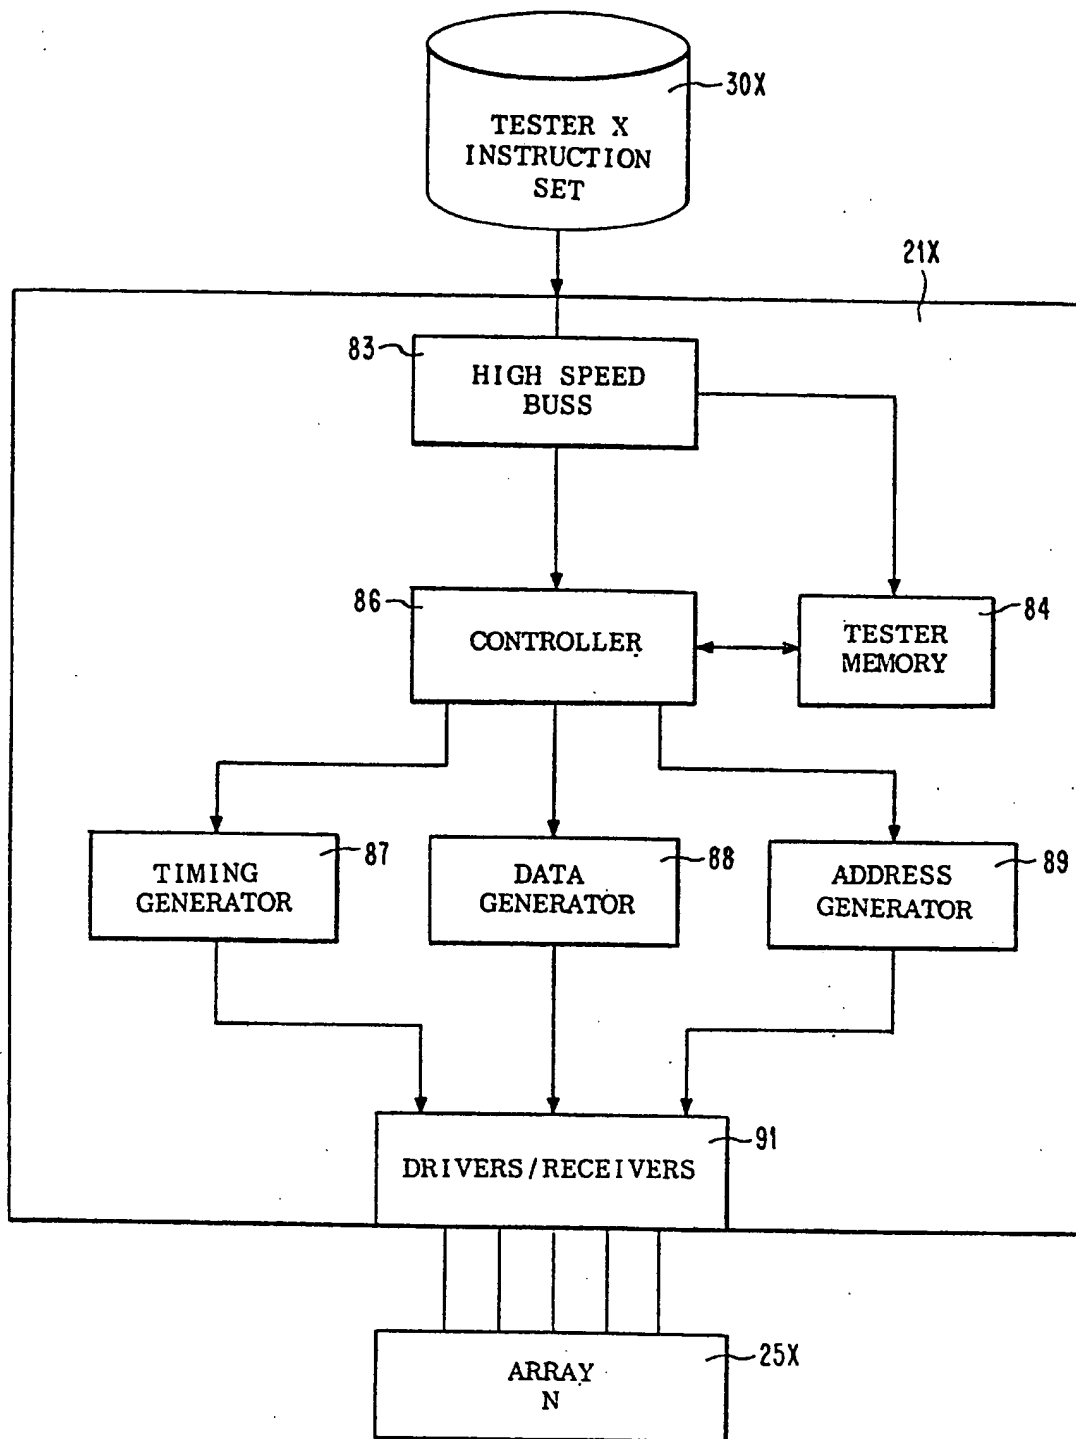 30X
TESTER X
INSTRUCTION
SET
21X
83
HIGH SPEED
BUSS
86
CONTROLLER
84
TESTER
MEMORY
87
TIMING
GENERATOR
88
DATA
GENERATOR
89
ADDRESS
GENERATOR
91
DRIVERS/RECEIVERS
25X
ARRAY
N